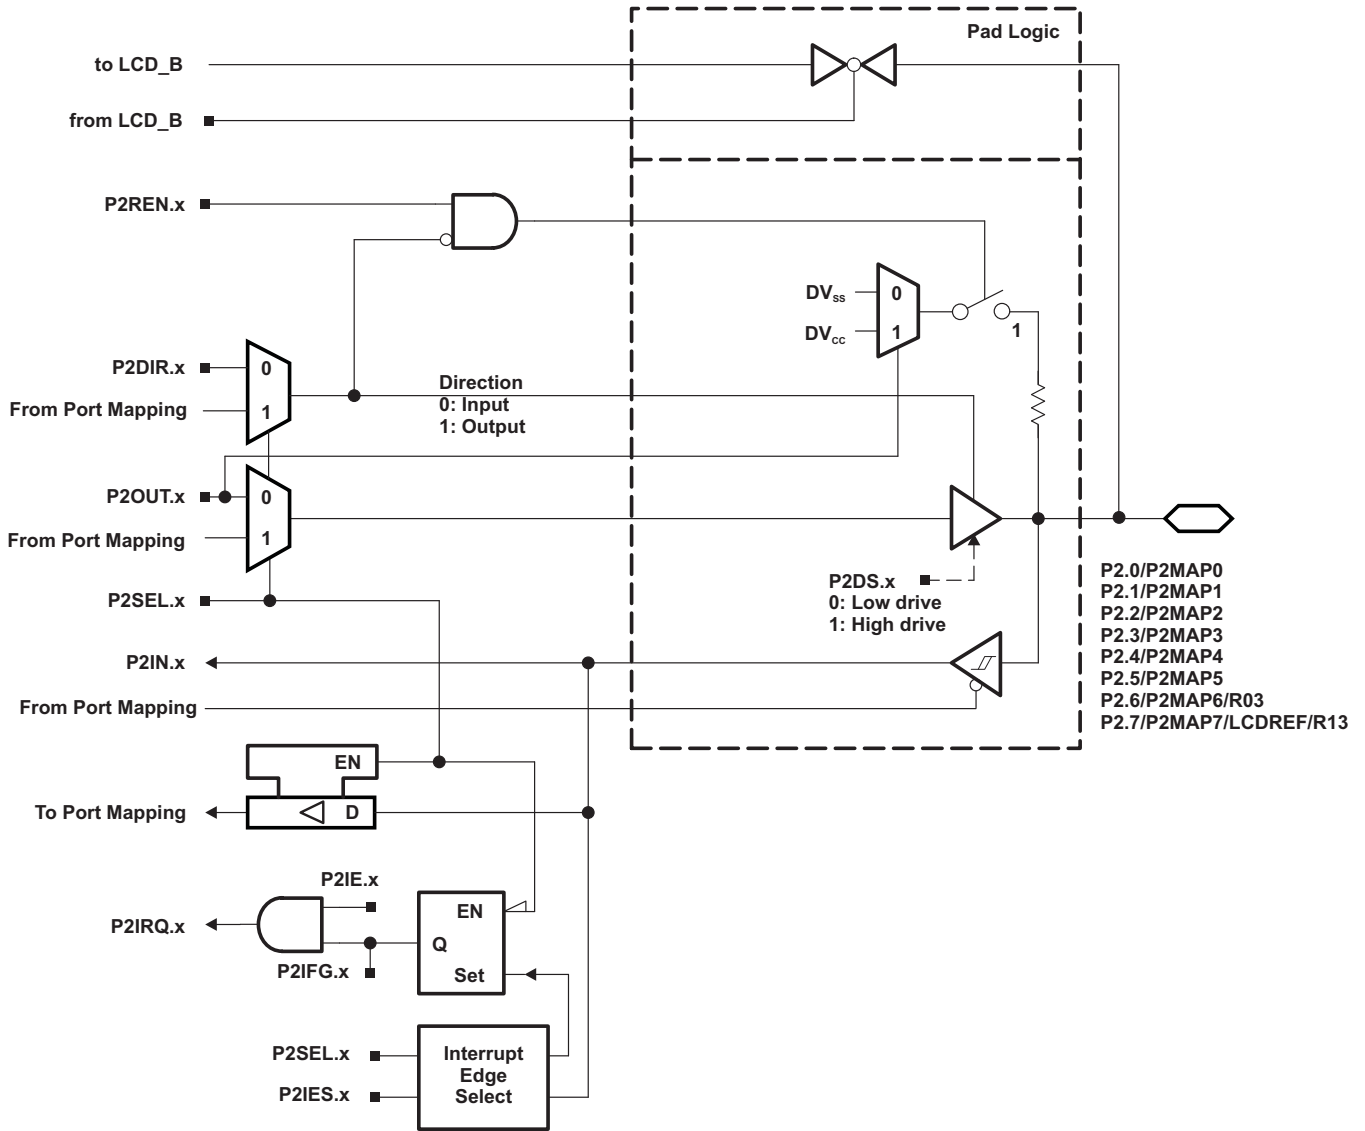 Pad Logic
to LCD_B
from LCD_B
P2REN.x
DVSS
0
DVCC
1
1
P2DIR.x
0
From Port Mapping
1
Direction
0: Input
1: Output
P2OUT.x
0
From Port Mapping
1
P2SEL.x
P2DS.x
0: Low drive
1: High drive
P2.0/P2MAP0
P2.1/P2MAP1
P2.2/P2MAP2
P2.3/P2MAP3
P2.4/P2MAP4
P2.5/P2MAP5
P2.6/P2MAP6/R03
P2.7/P2MAP7/LCDREF/R13
P2IN.x
From Port Mapping
EN
To Port Mapping
D
P2IE.x
P2IRQ.x
EN
Q
P2IFG.x
Set
P2SEL.x
P2IES.x
Interrupt
Edge
Select